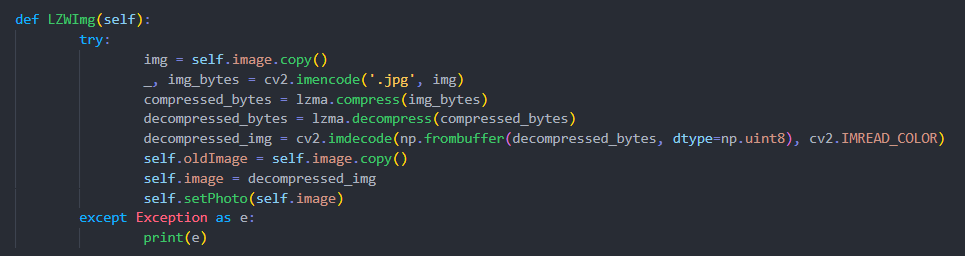 def LZWImg(self):
        try:
                img = self.image.copy()
                _, img_bytes = cv2.imencode('.jpg', img)
                compressed_bytes = lzma.compress(img_bytes)
                decompressed_bytes = lzma.decompress(compressed_bytes)
                decompressed_img = cv2.imdecode(np.frombuffer(decompressed_bytes, dtype=np.uint8), cv2.IMREAD_COLOR)
                self.oldImage = self.image.copy()
                self.image = decompressed_img
                self.setPhoto(self.image)
        except Exception as e:
                print(e)